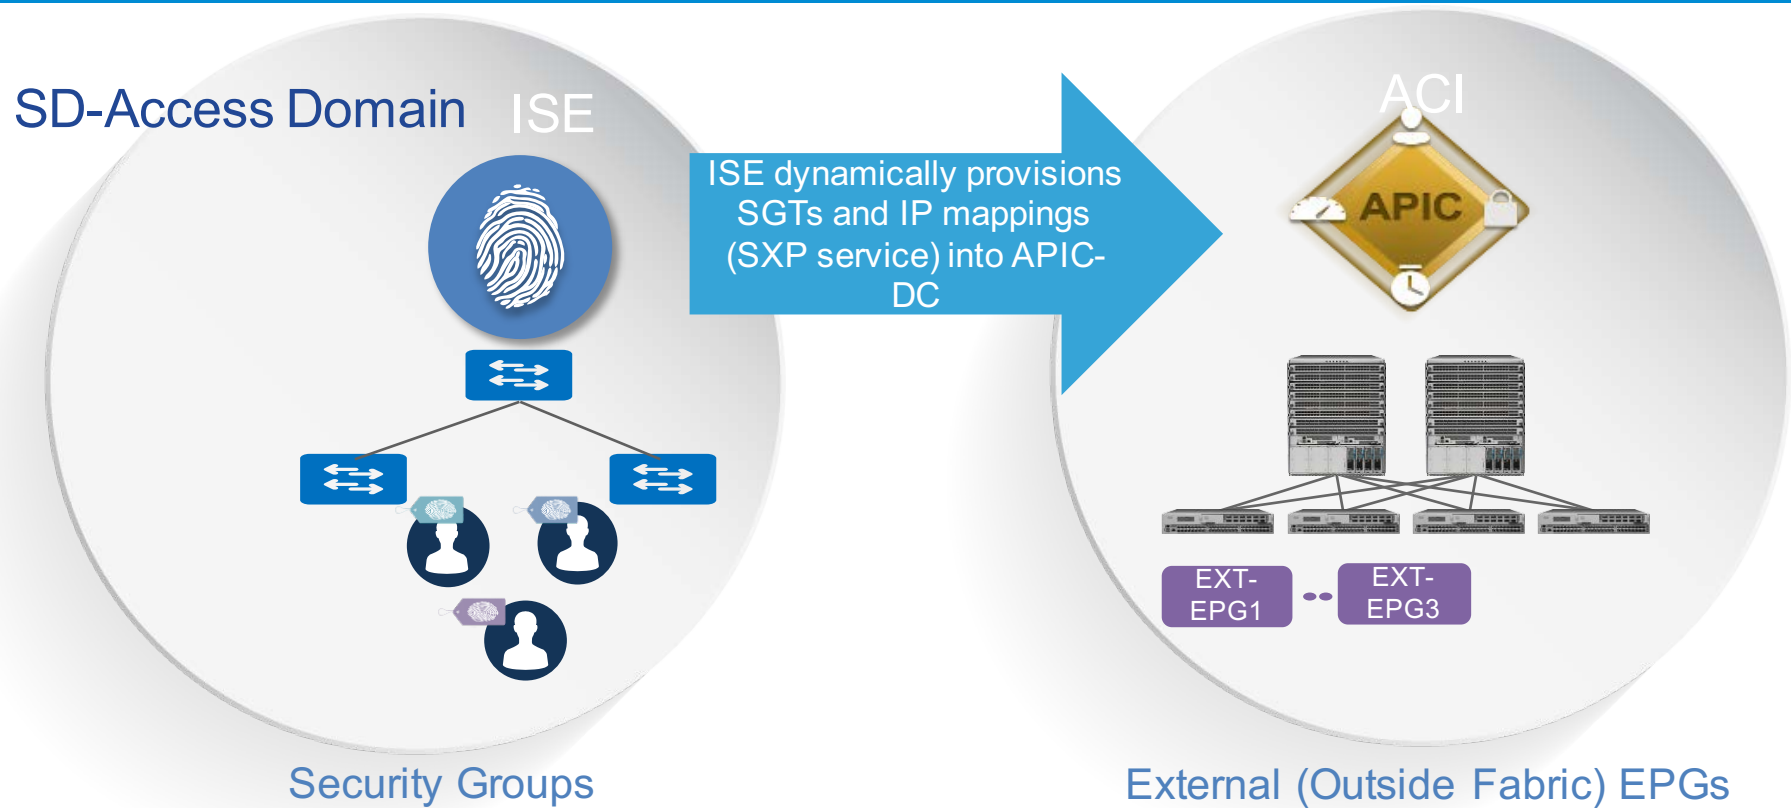 SD-Access Domain
ISE
ISE dynamically provisions
SGTs and IP mappings
(SXP service) into APIC-
DC
ACI
APIC
EXT-
EPG1
EXT-
EPG3
Security Groups
External (Outside Fabric) EPGs